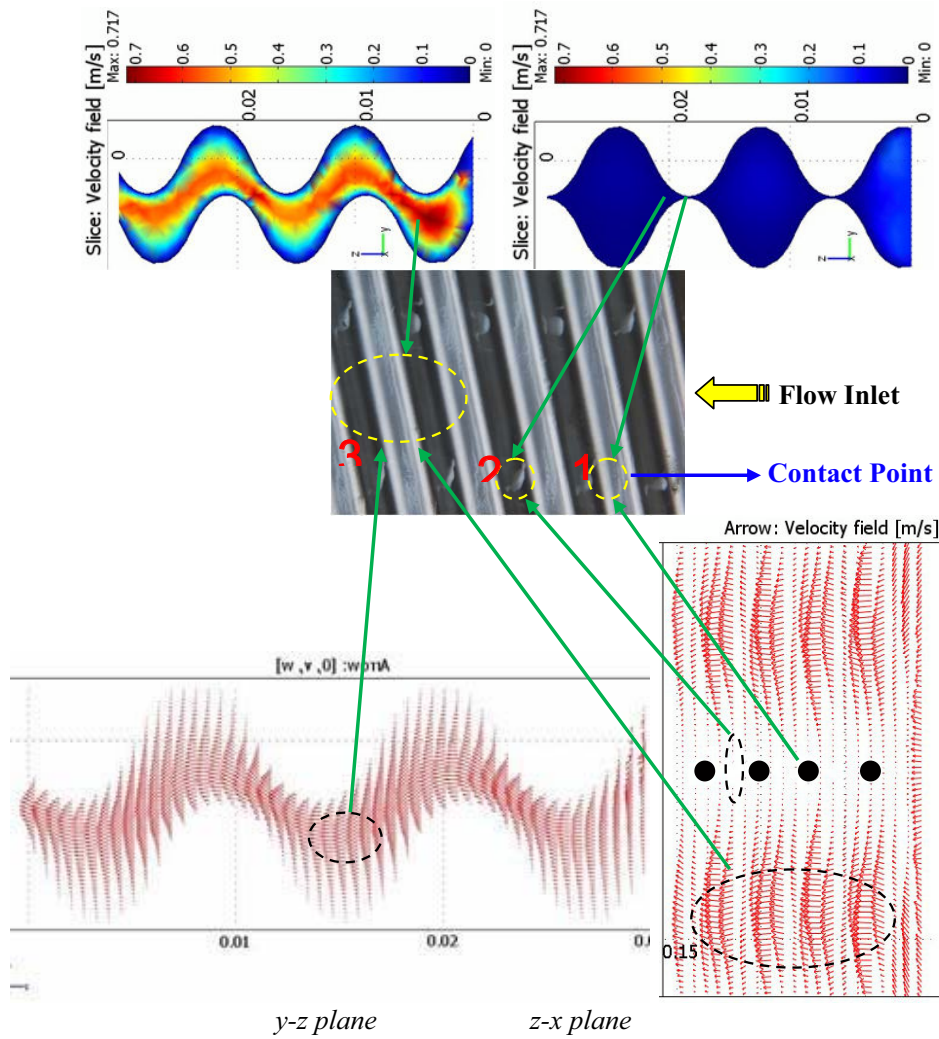 Max: 0.717
0.7
0.6
0.5
0.4
0.3
0.2
0.1
Min: 0
Slice: Velocity field [m/s]
0.02
0.01
0
0
z
y
x
Max: 0.717
0.7
0.6
0.5
0.4
0.3
0.2
0.1
Min: 0
Slice: Velocity field [m/s]
0.02
0.01
0
0
z
y
x
Flow Inlet
3
2
1
Contact Point
Arrow: Velocity field [m/s]
Arrow: [0, v, w]
0.01
0.02
0.15
y-z plane
z-x plane